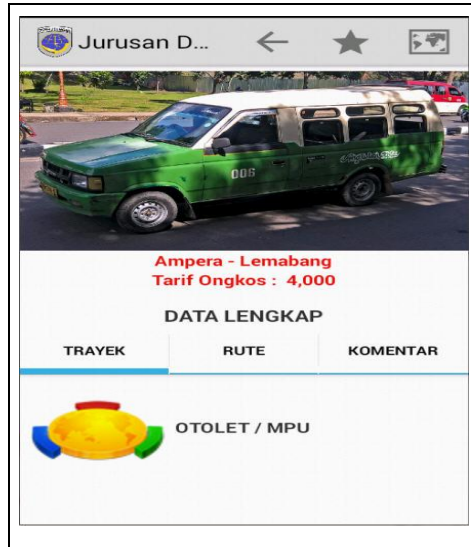 Jurusan D...
006
Ampera - Lemabang
Tarif Ongkos : 4,000
DATA LENGKAP
TRAYEK RUTE KOMENTAR
OTOLET / MPU